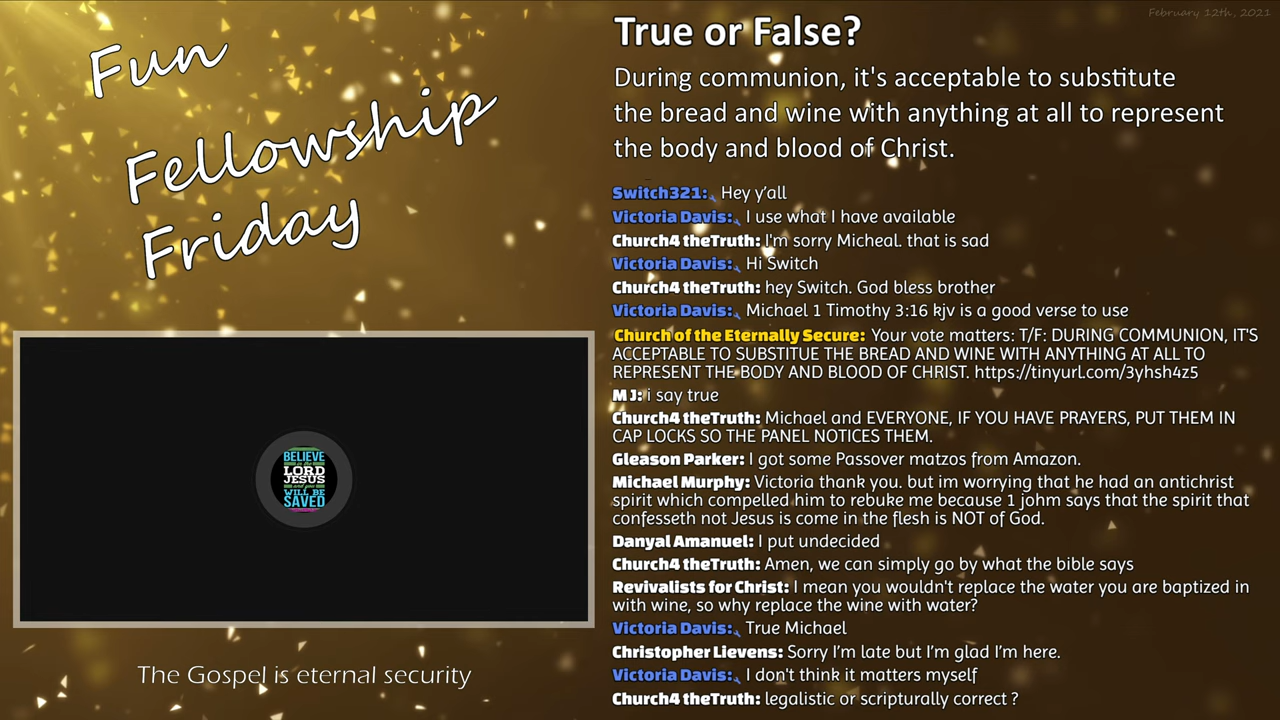 February 12th, 2021
Fun
Fellowship
Friday
True or False?
During communion, it's acceptable to substitute
the bread and wine with anything at all to represent
the body and blood of Christ.
Switch321: Hey y'all
Victoria Davis: I use what I have available
Church4 theTruth: I'm sorry Micheal. that is sad
Victoria Davis: Hi Switch
Church4 theTruth: hey Switch. God bless brother
Victoria Davis: Michael 1 Timothy 3:16 kjv is a good verse to use
Church of the Eternally Secure: Your vote matters: T/F: DURING COMMUNION, IT'S
ACCEPTABLE TO SUBSTITUE THE BREAD AND WINE WITH ANYTHING AT ALL TO
REPRESENT THE BODY AND BLOOD OF CHRIST. https://tinyurl.com/3yhsh4z5
M J: i say true
Church4 theTruth: Michael and EVERYONE, IF YOU HAVE PRAYERS, PUT THEM IN
CAP LOCKS SO THE PANEL NOTICES THEM.
Gleason Parker: I got some Passover matzos from Amazon.
Michael Murphy: Victoria thank you. but im worrying that he had an antichrist
spirit which compelled him to rebuke me because 1 johm says that the spirit that
confesseth not Jesus is come in the flesh is NOT of God.
Danyal Amanuel: I put undecided
Church4 theTruth: Amen, we can simply go by what the bible says
Revivalists for Christ: I mean you wouldn't replace the water you are baptized in
with wine, so why replace the wine with water?
Victoria Davis: True Michael
Christopher Lievens: Sorry I'm late but I'm glad I'm here.
Victoria Davis: I don't think it matters myself
Church4 theTruth: legalistic or scripturally correct ?
BELIEVE
LORD
JESUS
WILL BE
SAVED
The Gospel is eternal security